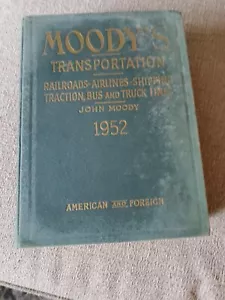 MOODY'S
TRANSPORTATION
RAILROADS-AIRLINES-SHIPPING
TRACTION, BUS AND TRUCK LINES
JOHN MOODY
1952
AMERICAN AND FOREIGN